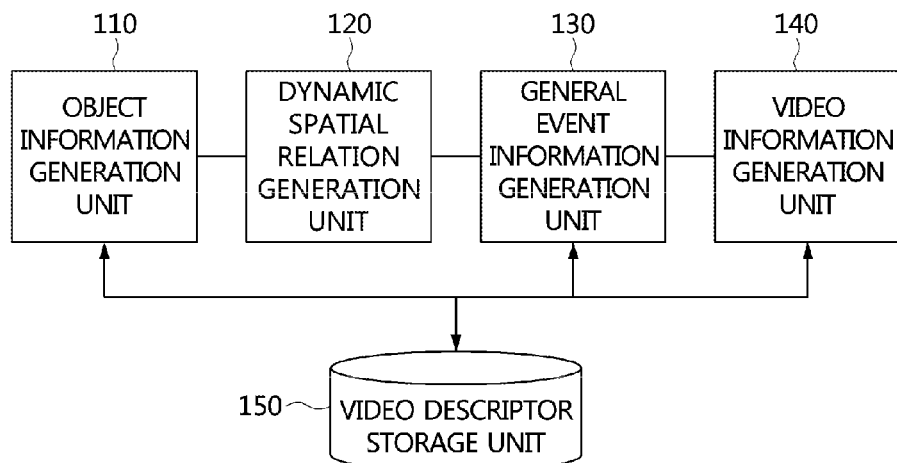 110
120
130
140
OBJECT
INFORMATION
GENERATION
UNIT
DYNAMIC
SPATIAL
RELATION
GENERATION
UNIT
GENERAL
EVENT
INFORMATION
GENERATION
UNIT
VIDEO
INFORMATION
GENERATION
UNIT
150
VIDEO DESCRIPTOR
STORAGE UNIT